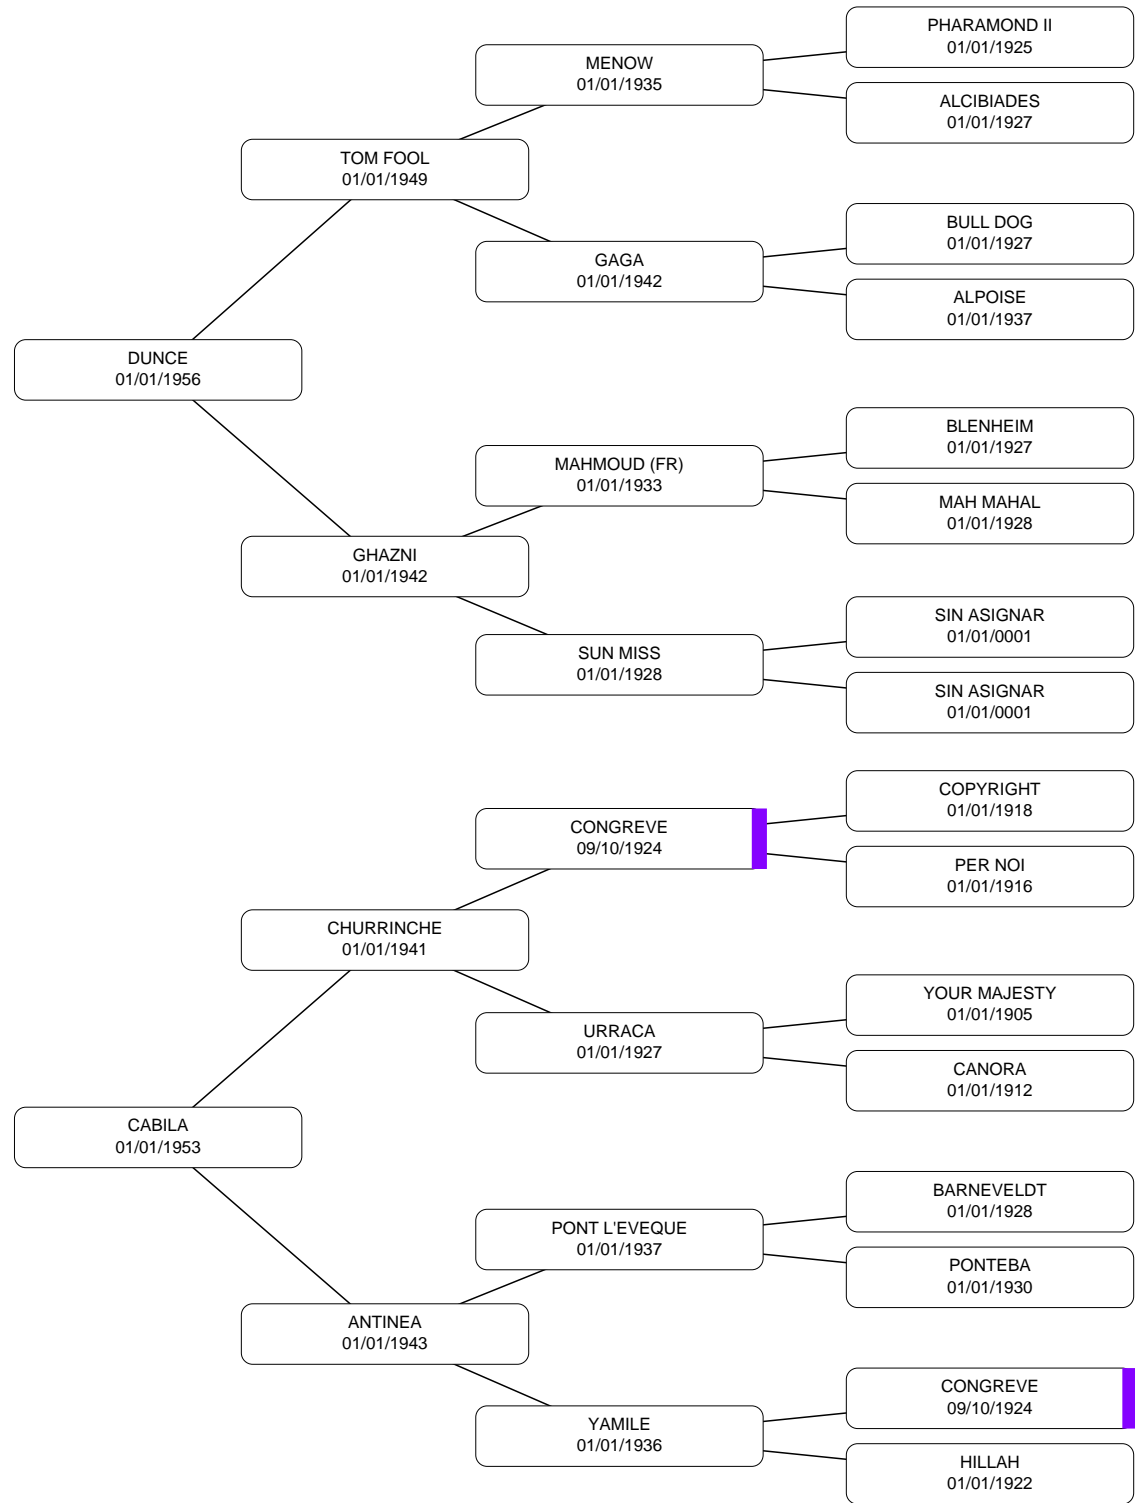 PHARAMOND II
01/01/1925
MENOW
01/01/1935
ALCIBIADES
01/01/1927
TOM FOOL
01/01/1949
BULL DOG
01/01/1927
GAGA
01/01/1942
ALPOISE
01/01/1937
DUNCE
01/01/1956
BLENHEIM
01/01/1927
MAHMOUD (FR)
01/01/1933
MAH MAHAL
01/01/1928
GHAZNI
01/01/1942
SIN ASIGNAR
01/01/0001
SUN MISS
01/01/1928
SIN ASIGNAR
01/01/0001
COPYRIGHT
01/01/1918
CONGREVE
09/10/1924
PER NOI
01/01/1916
CHURRINCHE
01/01/1941
YOUR MAJESTY
01/01/1905
URRACA
01/01/1927
CANORA
01/01/1912
CABILA
01/01/1953
BARNEVELDT
01/01/1928
PONT L'EVEQUE
01/01/1937
PONTEBA
01/01/1930
ANTINEA
01/01/1943
CONGREVE
09/10/1924
YAMILE
01/01/1936
HILLAH
01/01/1922